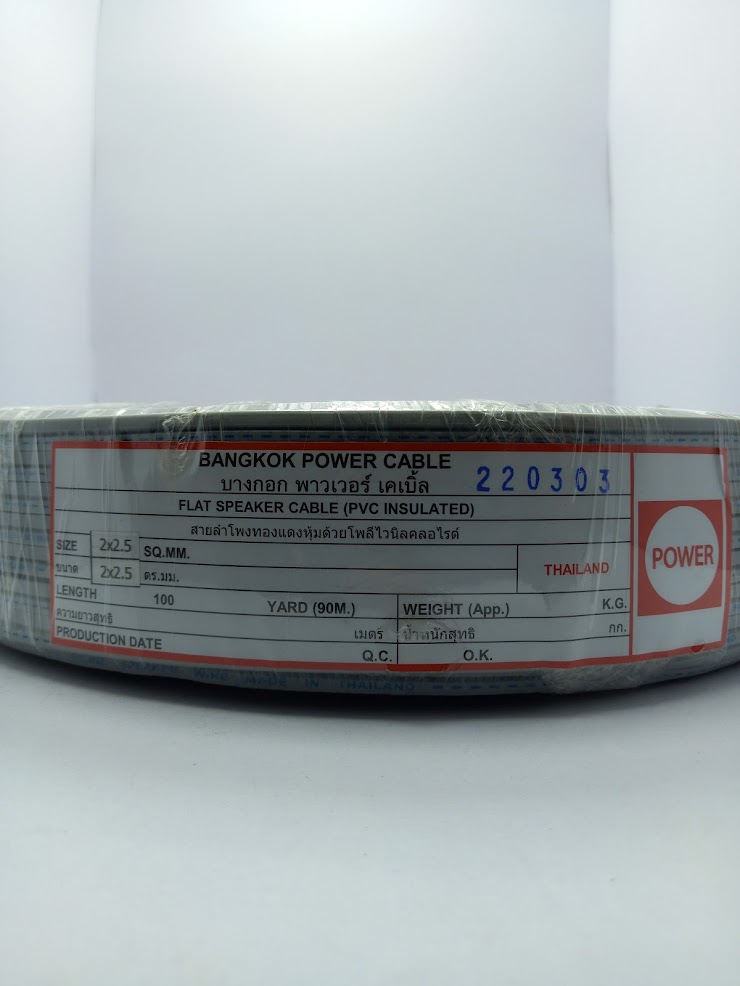 BANGKOK POWER CABLE
บางกอก พาวเวอร์ เคเบิ้ล
220303
FLAT SPEAKER CABLE (PVC INSULATED)
สายลำโพงทองแดงหุ้มด้วยโพลีไวนิลคลอไรด์
SIZE 2x2.5 SQ.MM.
ขนาด 2x2.5 ตร.มม.
THAILAND
POWER
LENGTH 100 YARD (90M.) WEIGHT (App.) K.G.
ความยาวสุทธิ เมตร น้ำหนักสุทธิ กก.
PRODUCTION DATE Q.C. O.K.
SPEAKER WIRE MADE IN THAILAND